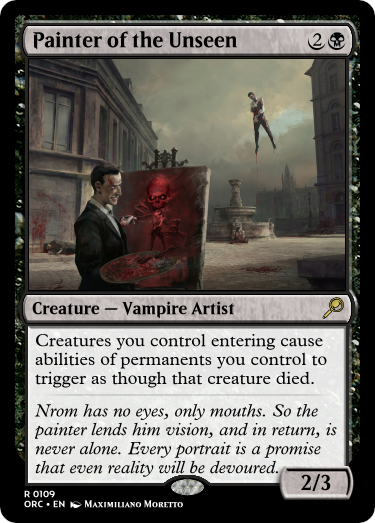 Painter of the Unseen 2
Creature — Vampire Artist
Creatures you control entering cause
abilities of permanents you control to
trigger as though that creature died.
Nrom has no eyes, only mouths. So the
painter lends him vision, and in return, is
never alone. Every portrait is a promise
that even reality will be devoured.
2/3
R 0109
ORC • EN Maximiliano Moretto